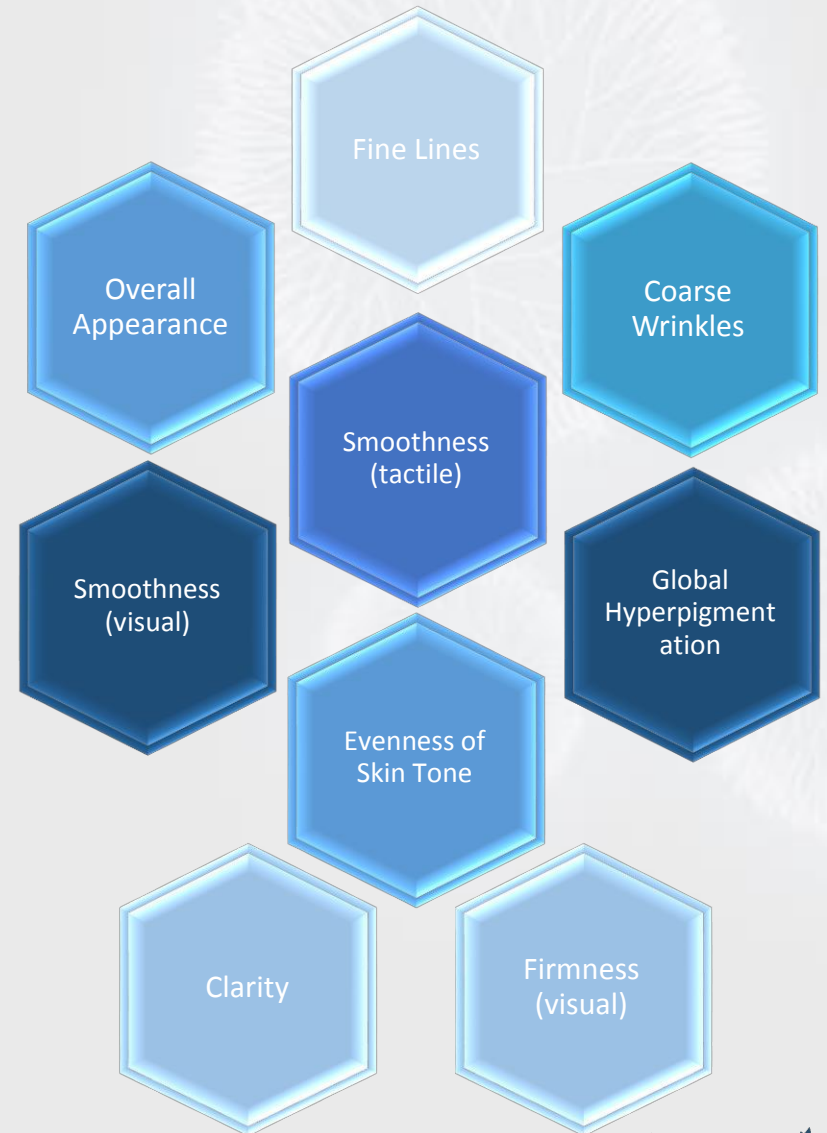 Fine Lines
Overall
Appearance
Coarse
Wrinkles
Smoothness
(tactile)
Smoothness
(visual)
Global
Hyperpigment
ation
Evenness of
Skin Tone
Clarity
Firmness
(visual)